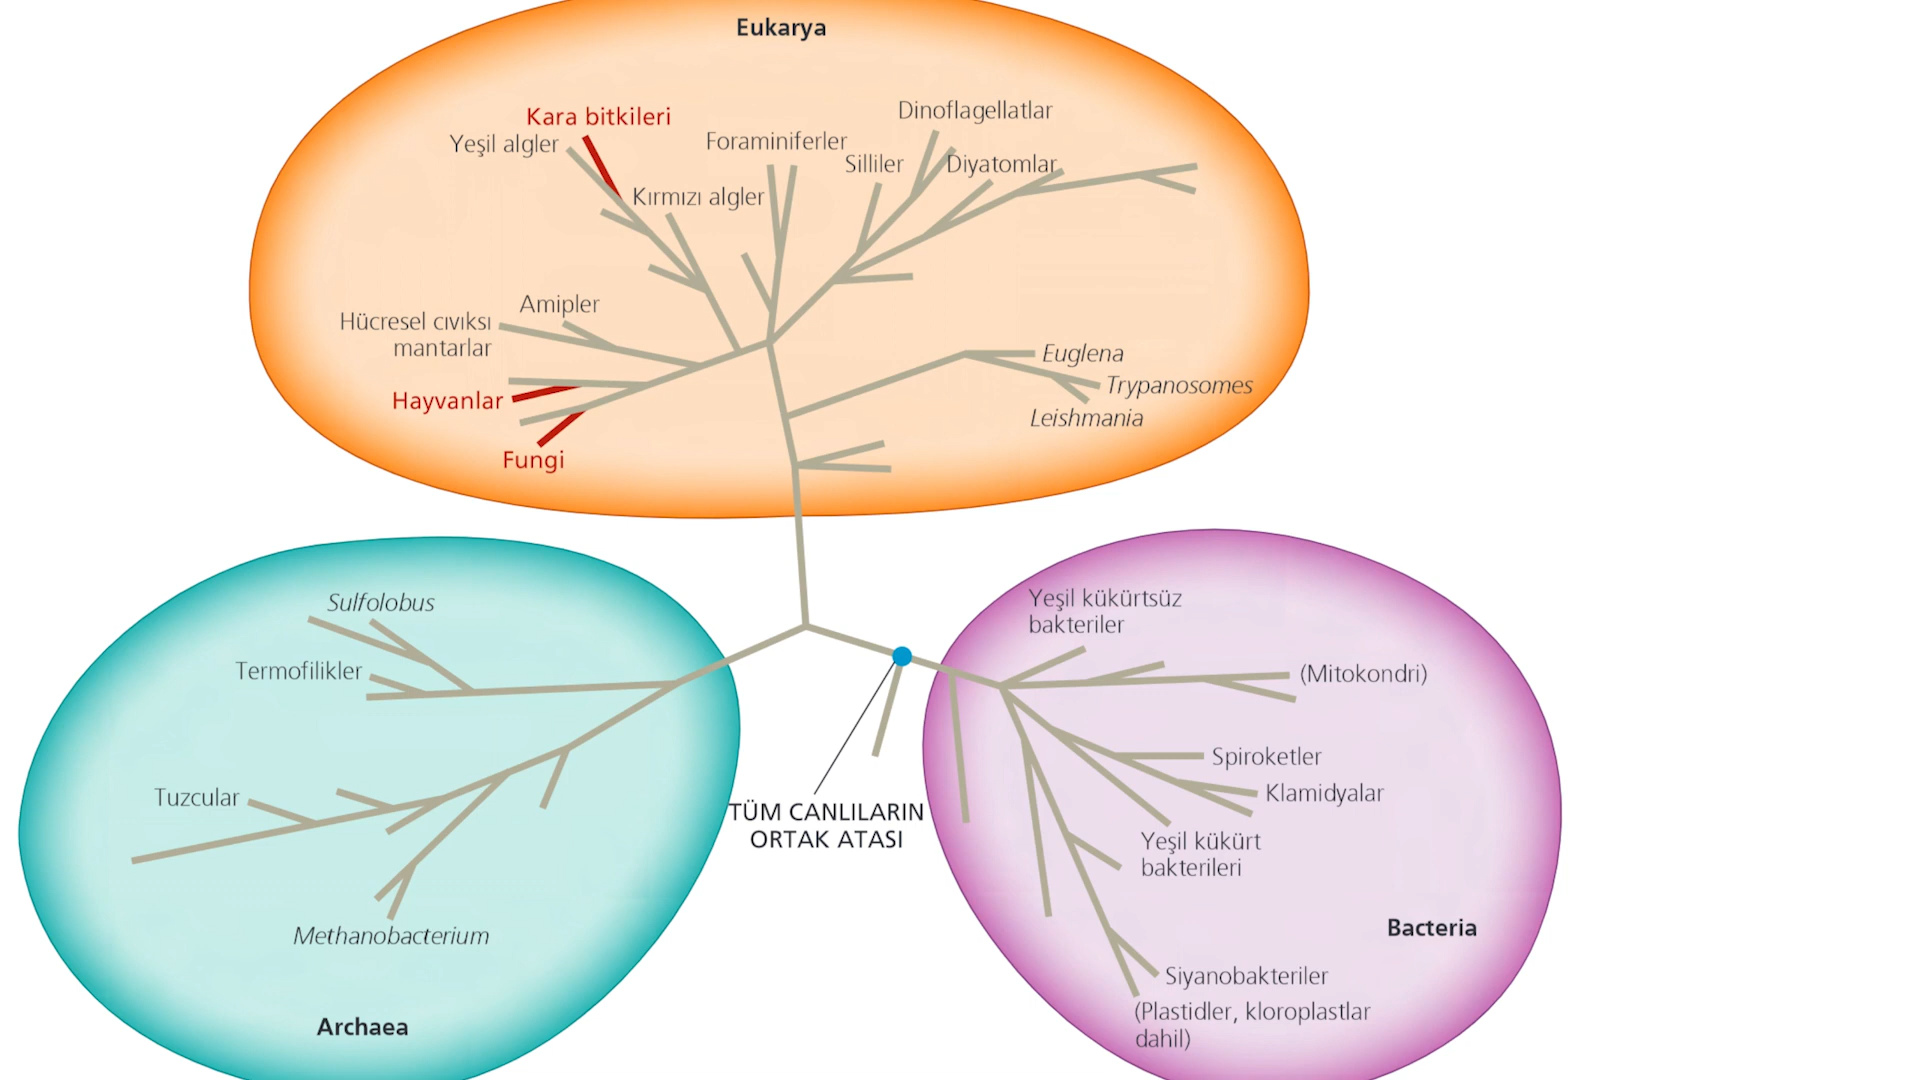 Eukarya
Dinoflagellatlar
Kara bitkileri
Yeşil algler
Foraminiferler
Silliler
Diyatomlar
Kırmızı algler
Amipler
Hücresel cıvıksı
mantarlar
Euglena
Trypanosomes
Leishmania
Hayvanlar
Fungi
Sulfolobus
Termofilikler
Tuzcular
Methanobacterium
Archaea
TÜM CANLILARIN
ORTAK ATASI
Yeşil kükürtsüz
bakteriler
(Mitokondri)
Spiroketler
Klamidyalar
Yeşil kükürt
bakterileri
Bacteria
Siyanobakteriler
(Plastidler, kloroplastlar
dahil)